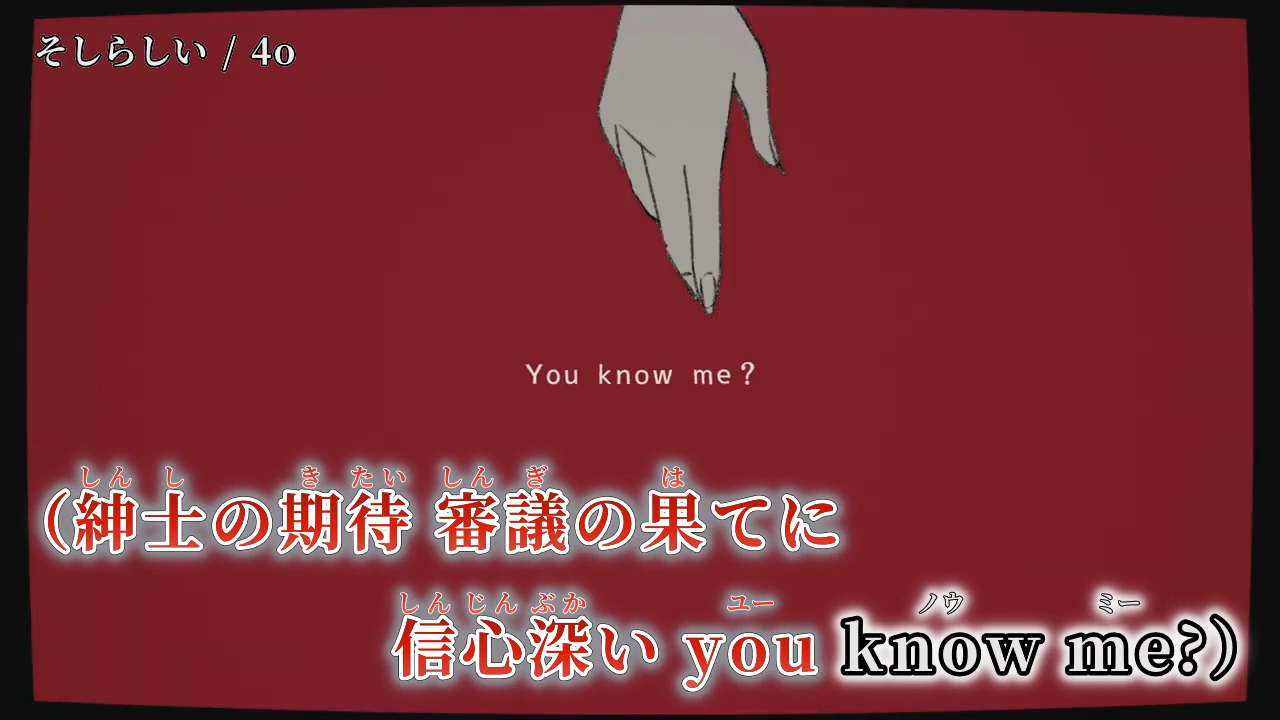 そしらしい / 4o
You know me?
しん し き たい しん ぎ は
（紳士の期待 審議の果てに
しん じん ぶか ユー ノウ ミー
信心深い you know me?）